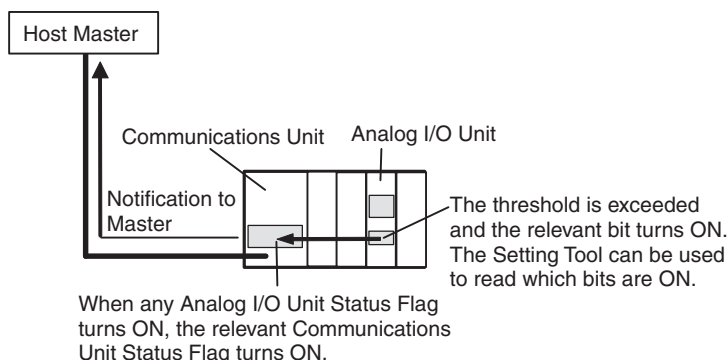 Host Master
Communications Unit
Analog I/O Unit
Notification to
Master
The threshold is exceeded
and the relevant bit turns ON.
The Setting Tool can be used
to read which bits are ON.
When any Analog I/O Unit Status Flag
turns ON, the relevant Communications
Unit Status Flag turns ON.